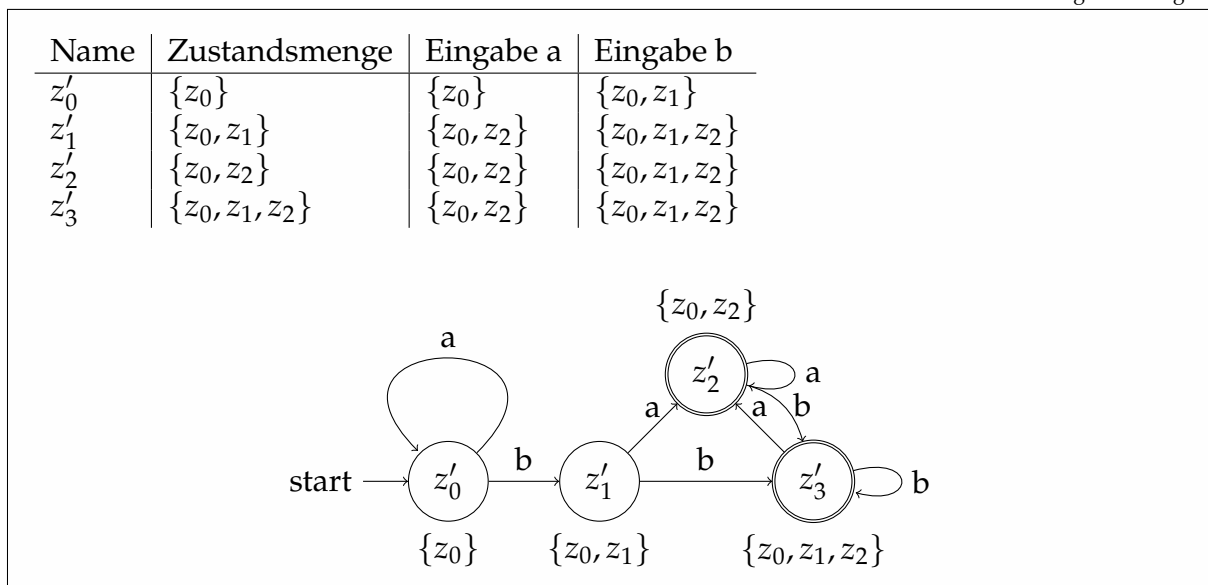 Name Zustandsmenge Eingabe a Eingabe b
z′0 {z0} {z0} {z0, z1}
z′1 {z0, z1} {z0, z2} {z0, z1, z2}
z′2 {z0, z2} {z0, z2} {z0, z1, z2}
z′3 {z0, z1, z2} {z0, z2} {z0, z1, z2}
{z0, z2}
a
z′2
a
a
a
b
start
z′0
b
z′1
b
z′3
b
{z0}
{z0, z1}
{z0, z1, z2}